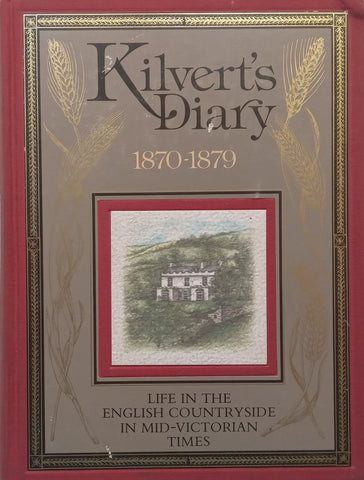 Kilvert's
Diary
1870-1879
LIFE IN THE
ENGLISH COUNTRYSIDE
IN MID-VICTORIAN
TIMES